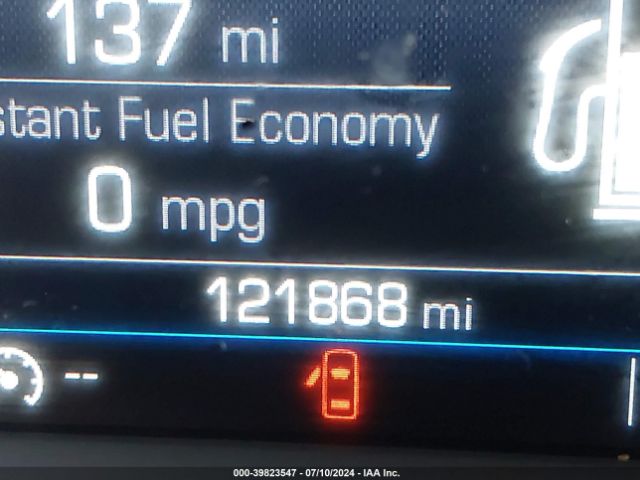 137 mi
stant Fuel Economy
0 mpg
121868 mi
--
000-39823547 - 07/10/2024 - IAA Inc.